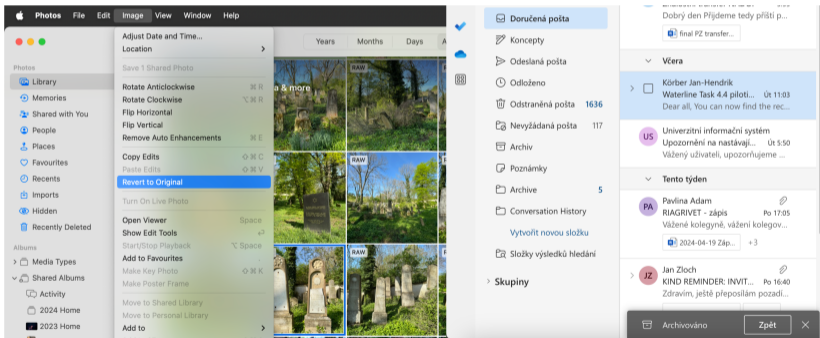 Photos File Edit Image View Window Help
Photos
Library
Memories
Shared with You
People
Places
Favourites
Recents
Imports
Hidden
Recently Deleted
Albums
Media Types
Shared Albums
Activity
2024 Home
2023 Home
Adjust Date and Time...
Location
Save 1 Shared Photo
Rotate Anticlockwise ⌘ R
Rotate Clockwise ⌥ ⌘ R
Flip Horizontal
Flip Vertical
Remove Auto Enhancements ⌘ E
Copy Edits ⇧ ⌘ C
Paste Edits ⇧ ⌘ V
Revert to Original
Turn On Live Photo
Open Viewer Space
Show Edit Tools ⏎
Start/Stop Playback ⌥ Space
Add to Favourites .
Make Key Photo ⇧ ⌘ K
Make Poster Frame
Move to Shared Library
Move to Personal Library
Add to
Years Months Days A
a & more
RAW
RAW
RAW
RAW
RAW
Doručená pošta
Koncepty
Odeslaná pošta
Odloženo
Odstraněná pošta 1636
Nevyžádaná pošta 117
Archiv
Poznámky
Archive 5
Conversation History
Vytvořit novou složku
Složky výsledků hledání
Skupiny
Dobrý den Přijdeme tedy příští p...
final PZ transfer...
Včera
Körber Jan-Hendrik
Waterline Task 4.4 piloti... Út 11:03
Dear all, You can now find the rec...
US
Univerzitní informační systém
Upozornění na nastávají... Út 5:50
Vážený uživateli, upozorňujeme ...
Tento týden
PA
Pavlina Adam
RIAGRIVET - zápis Po 17:05
Vážené kolegyně, vážení kolegov...
2024-04-19 Záp... +3
JZ
Jan Zloch
KIND REMINDER: INVIT... Po 16:40
Zdravím, ještě přeposílám pozadí...
Archivováno Zpět